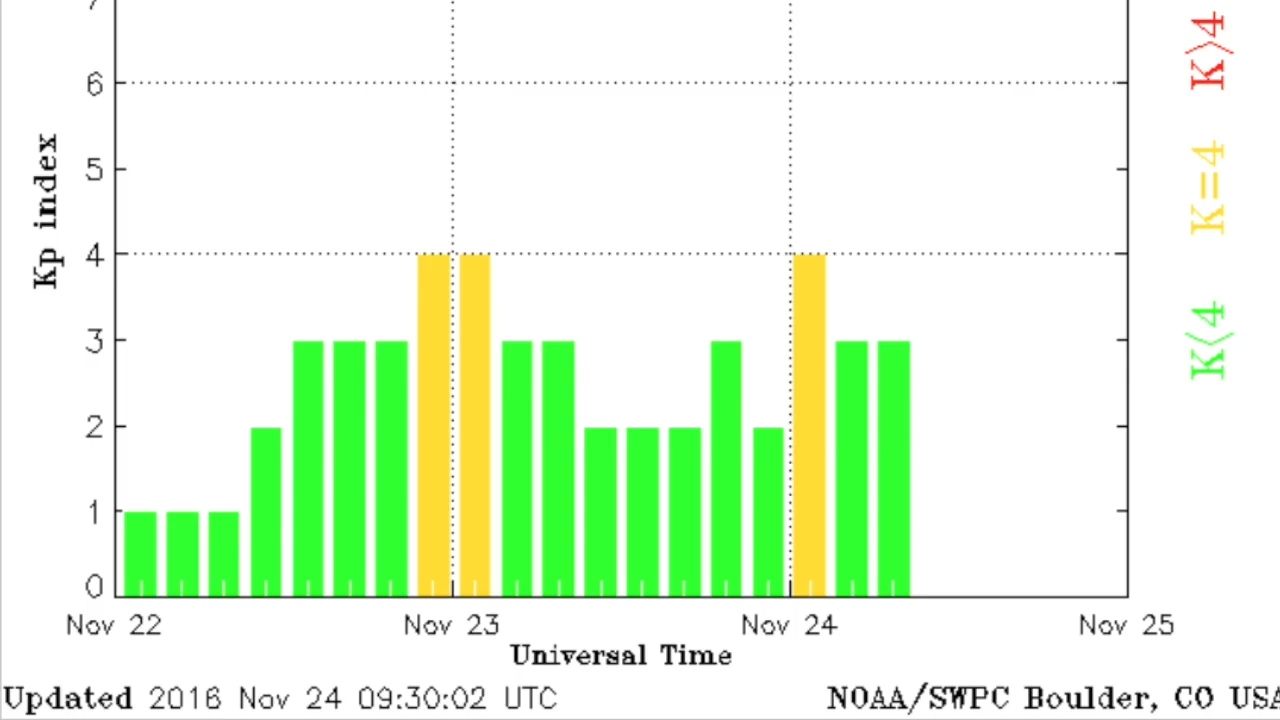 7
6
5
4
3
2
1
0
Kp index
Nov 22 Nov 23 Nov 24 Nov 25
Universal Time
Updated 2016 Nov 24 09:30:02 UTC
NOAA/SWPC Boulder, CO USA
K<4 K=4 K>4